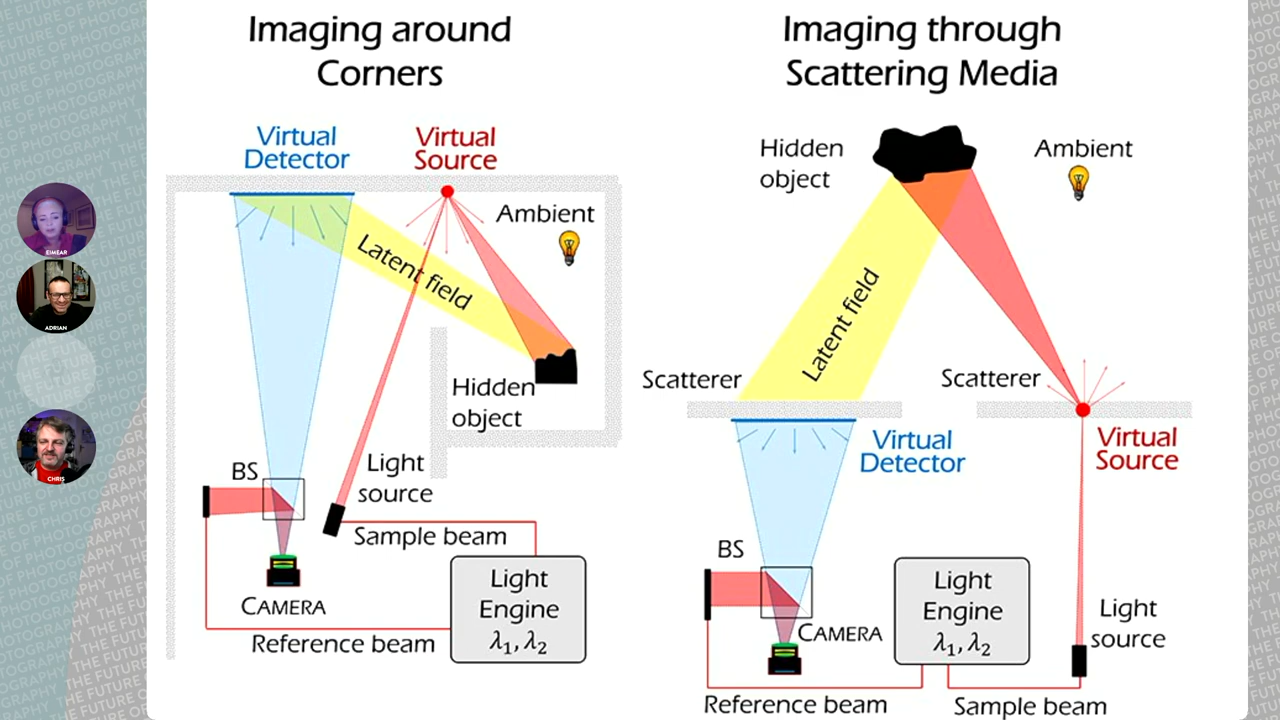 Imaging around
Corners
Virtual
Detector
Virtual
Source
Ambient
Latent field
Hidden
object
BS
Light
source
Sample beam
CAMERA
Light
Engine
λ1, λ2
Reference beam
Imaging through
Scattering Media
Hidden
object
Ambient
Latent field
Scatterer
Scatterer
Virtual
Detector
Virtual
Source
BS
CAMERA
Light
Engine
λ1, λ2
Light
source
Reference beam
Sample beam
EIMEAR
ADRIAN
CHRIS
THE FUTURE OF PHOTOGRAPHY